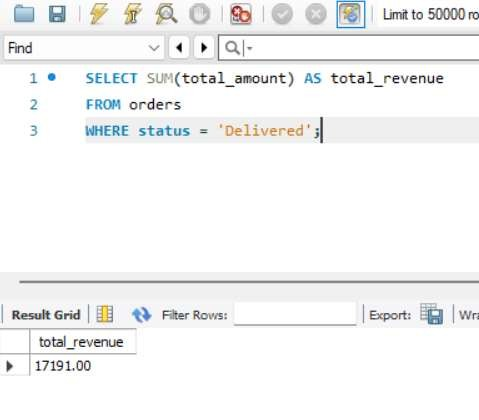 Limit to 50000 ro
Find
1 SELECT SUM(total_amount) AS total_revenue
2 FROM orders
3 WHERE status = 'Delivered';
Result Grid Filter Rows: Export: Wra
total_revenue
17191.00